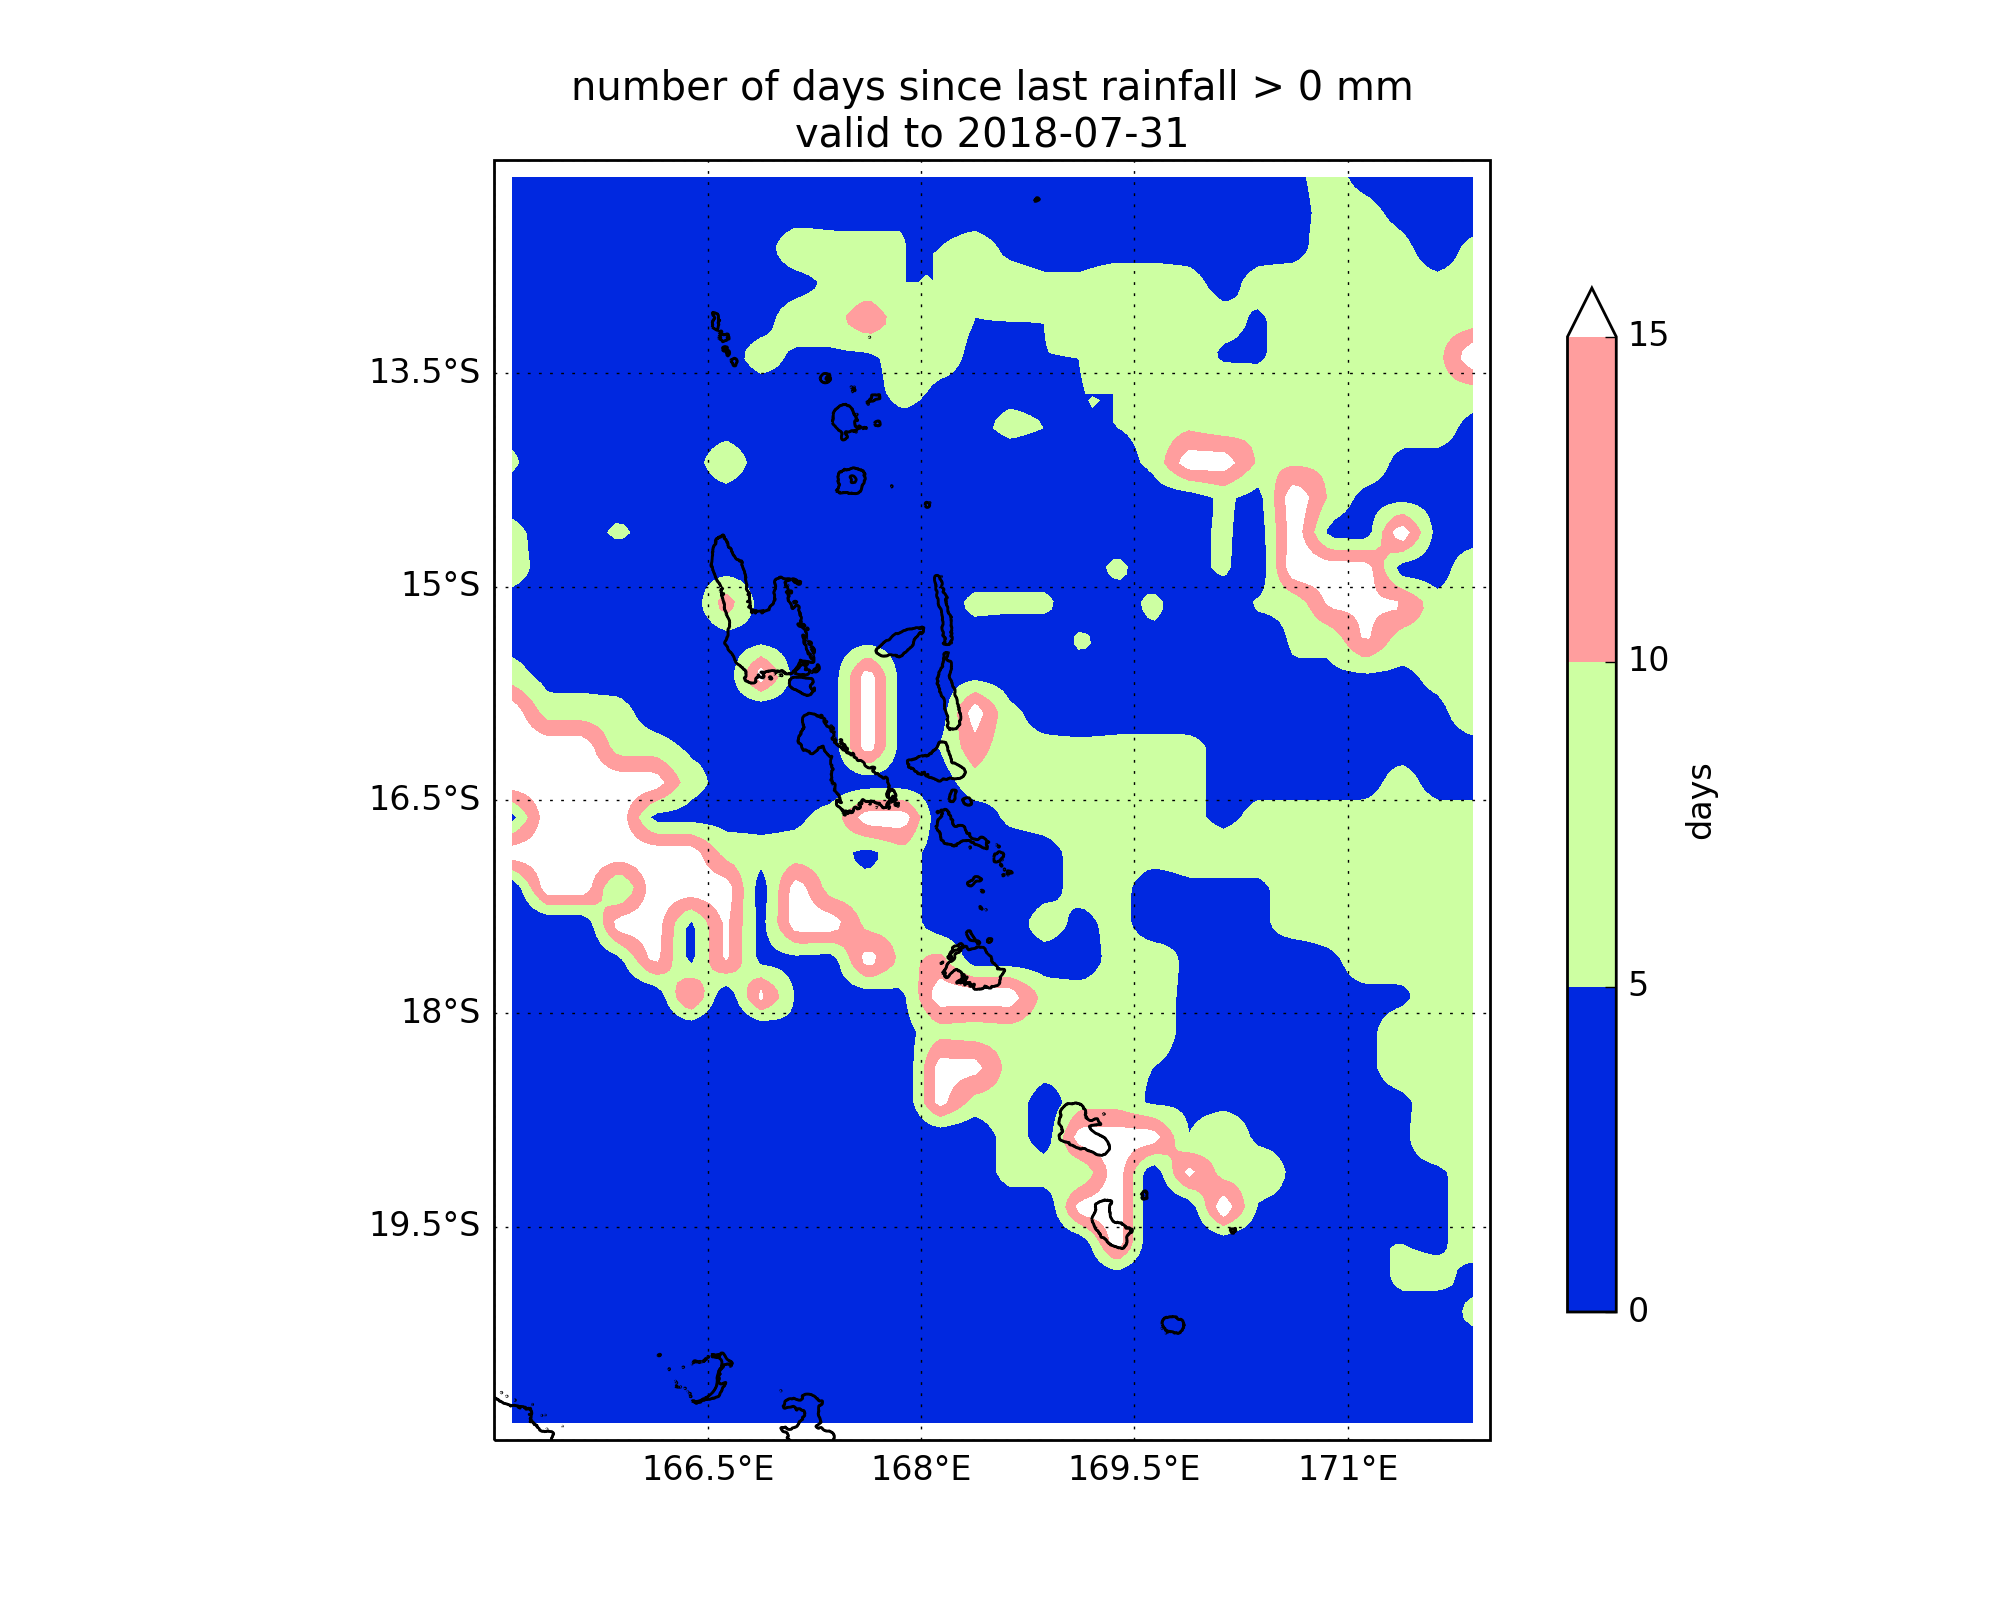 number of days since last rainfall > 0 mm
valid to 2018-07-31
13.5°S
15°S
16.5°S
18°S
19.5°S
166.5°E
168°E
169.5°E
171°E
15
10
5
0
days